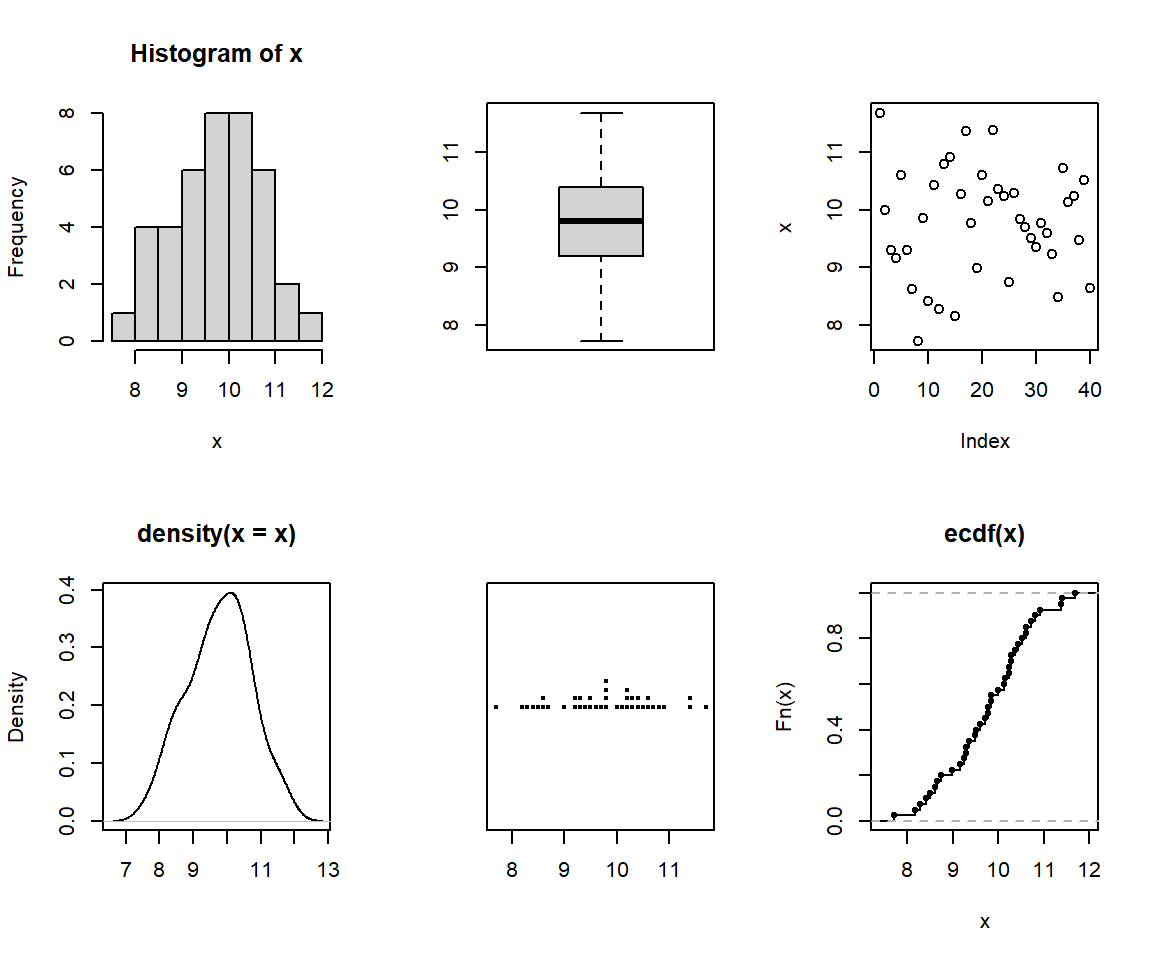 Histogram of x
Frequency
0 2 4 6 8
8 9 10 11 12
x
8 9 10 11
x
8 9 10 11
0 10 20 30 40
Index
density(x = x)
Density
0.0 0.1 0.2 0.3 0.4
7 8 9 11 13
8 9 10 11
ecdf(x)
Fn(x)
0.0 0.4 0.8
8 9 10 11 12
x